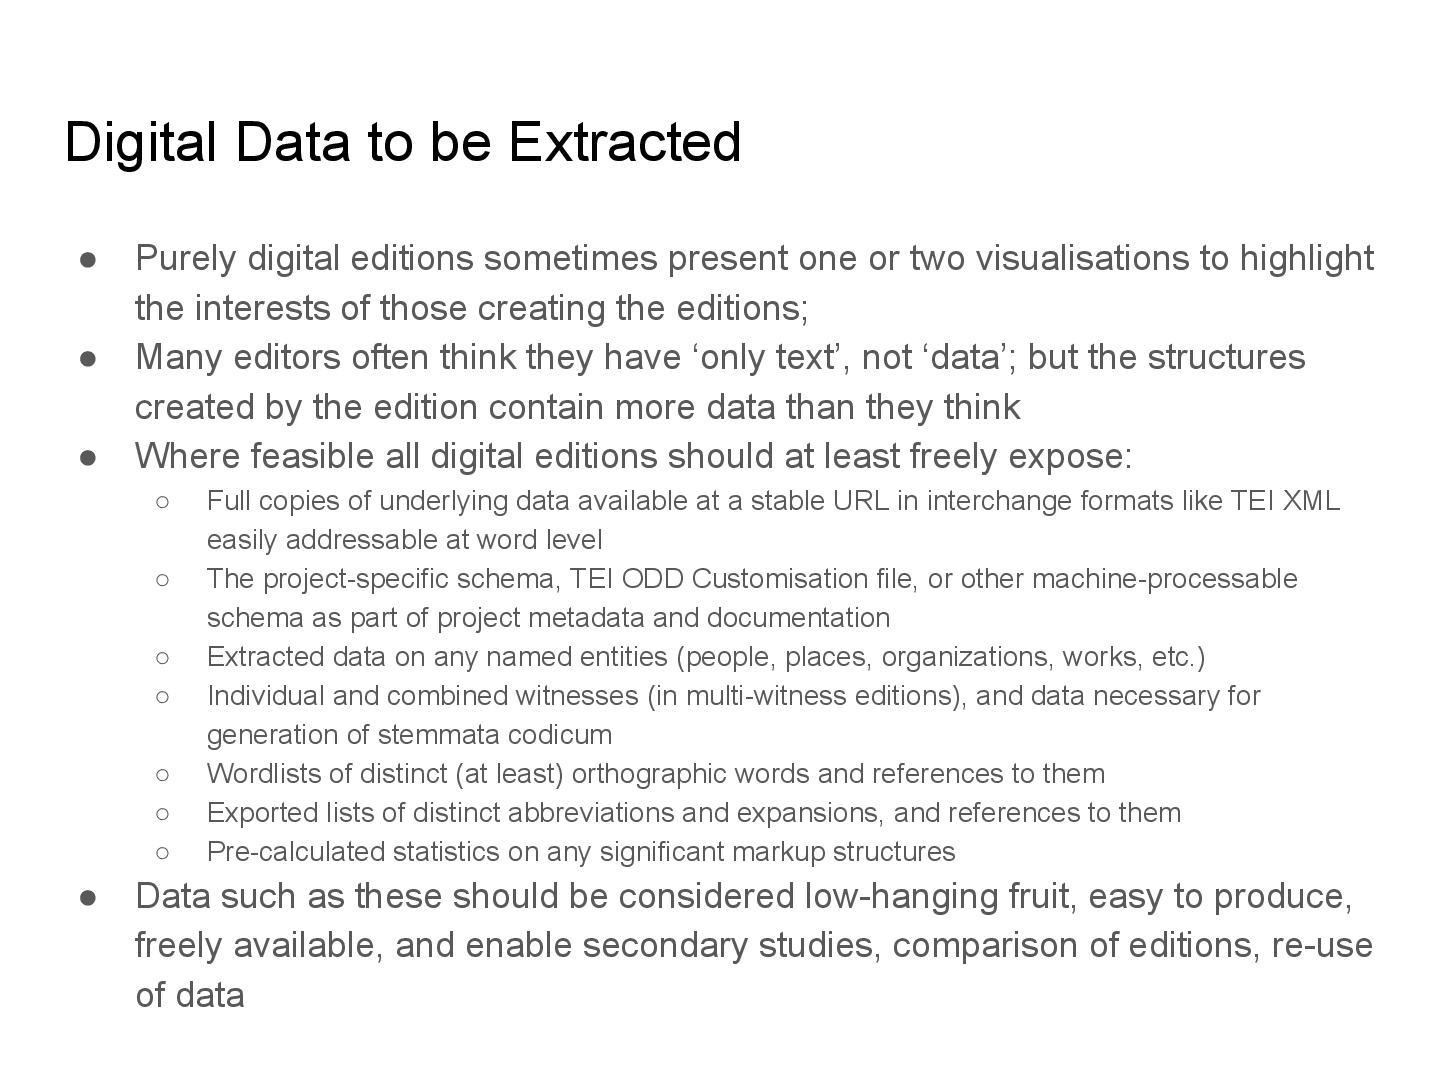 Digital Data to be Extracted
● Purely digital editions sometimes present one or two visualisations to highlight
the interests of those creating the editions;
● Many editors often think they have ‘only text’, not ‘data’; but the structures
created by the edition contain more data than they think
● Where feasible all digital editions should at least freely expose:
○ Full copies of underlying data available at a stable URL in interchange formats like TEI XML
easily addressable at word level
○ The project-specific schema, TEI ODD Customisation file, or other machine-processable
schema as part of project metadata and documentation
○ Extracted data on any named entities (people, places, organizations, works, etc.)
○ Individual and combined witnesses (in multi-witness editions), and data necessary for
generation of stemmata codicum
○ Wordlists of distinct (at least) orthographic words and references to them
○ Exported lists of distinct abbreviations and expansions, and references to them
○ Pre-calculated statistics on any significant markup structures
● Data such as these should be considered low-hanging fruit, easy to produce,
freely available, and enable secondary studies, comparison of editions, re-use
of data